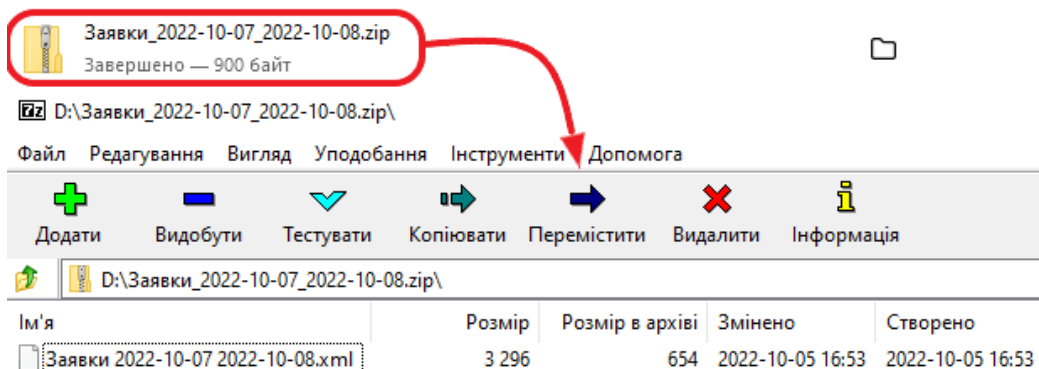 Заявки_2022-10-07_2022-10-08.zip
Завершено — 900 байт
7z D:\Заявки_2022-10-07_2022-10-08.zip\
Файл Редагування Вигляд Уподобання Інструменти Допомога
Додати Видобути Тестувати Копіювати Перемістити Видалити Інформація
D:\Заявки_2022-10-07_2022-10-08.zip\
Ім'я Розмір Розмір в архіві Змінено Створено
Заявки 2022-10-07 2022-10-08.xml 3 296 654 2022-10-05 16:53 2022-10-05 16:53